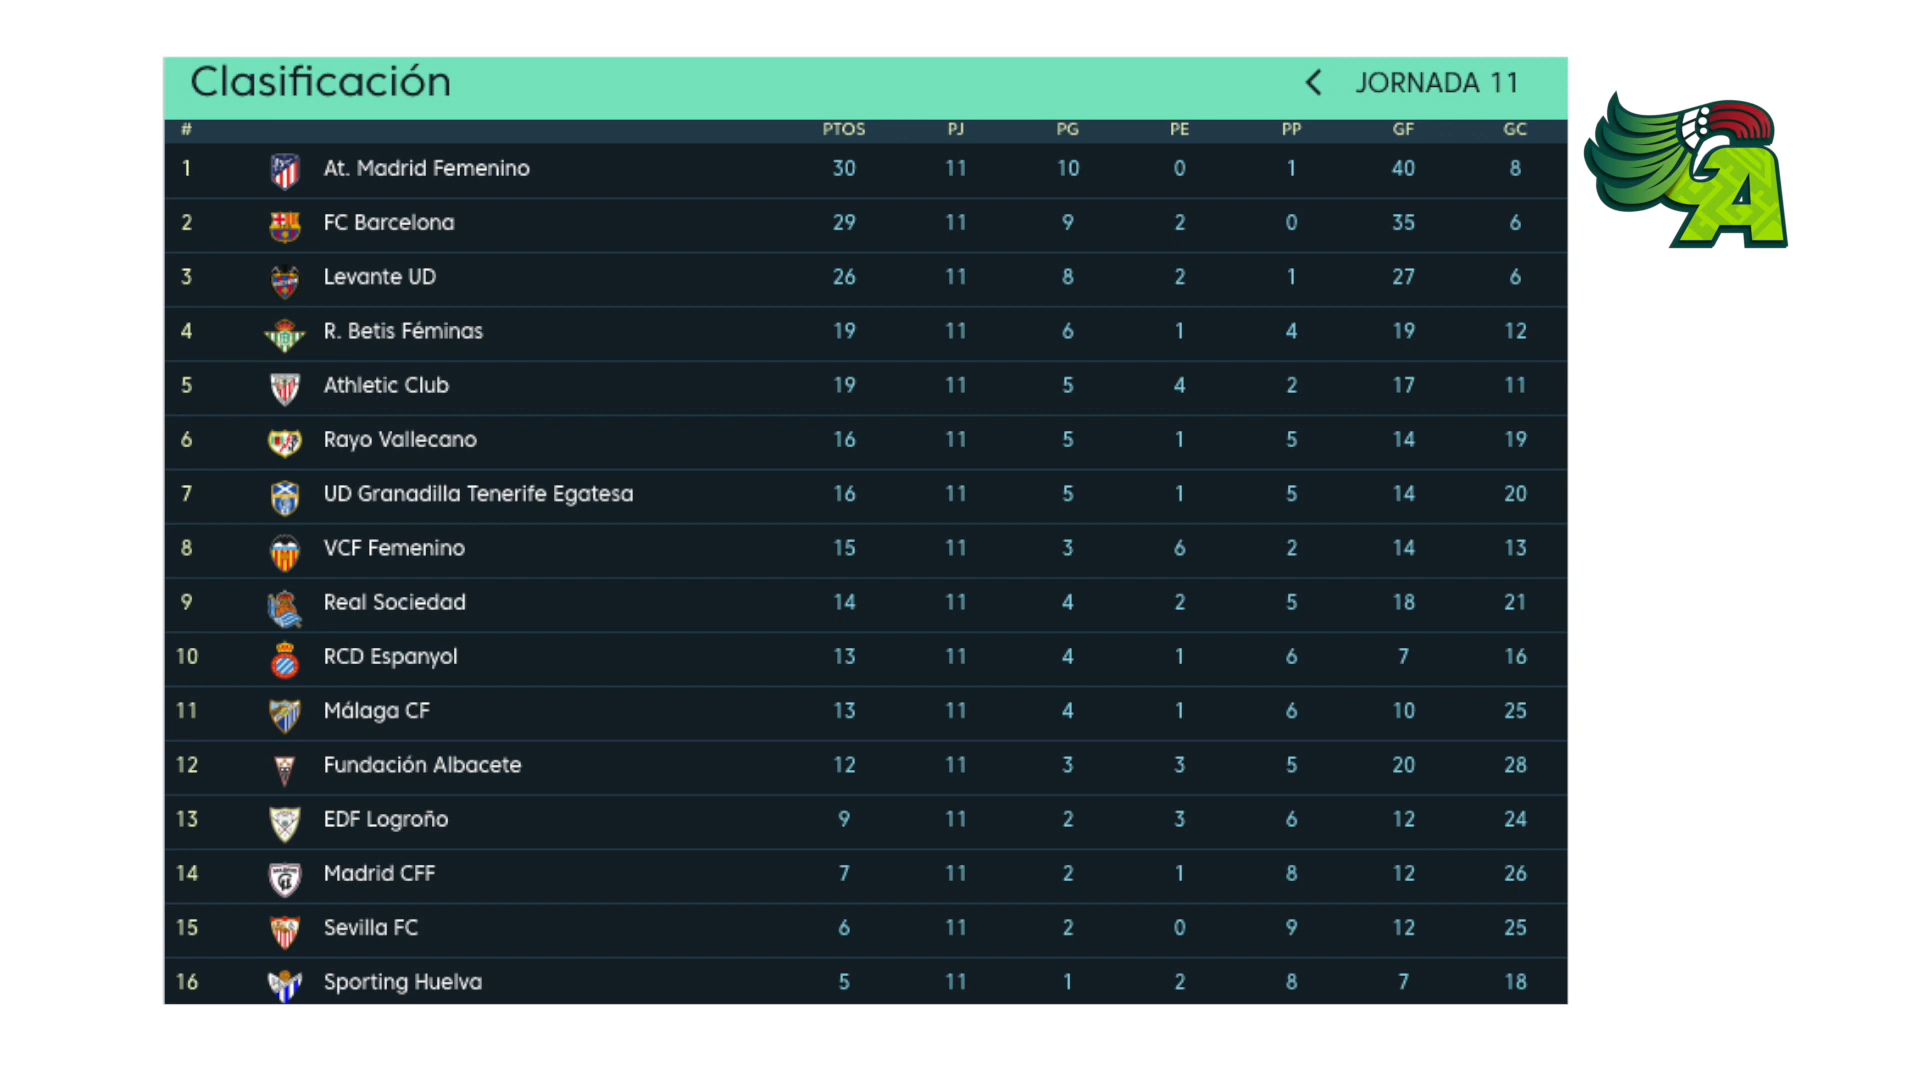 Clasificación < JORNADA 11
# PTOS PJ PG PE PP GF GC
1 At. Madrid Femenino 30 11 10 0 1 40 8
2 FC Barcelona 29 11 9 2 0 35 6
3 Levante UD 26 11 8 2 1 27 6
4 R. Betis Féminas 19 11 6 1 4 19 12
5 Athletic Club 19 11 5 4 2 17 11
6 Rayo Vallecano 16 11 5 1 5 14 19
7 UD Granadilla Tenerife Egatesa 16 11 5 1 5 14 20
8 VCF Femenino 15 11 3 6 2 14 13
9 Real Sociedad 14 11 4 2 5 18 21
10 RCD Espanyol 13 11 4 1 6 7 16
11 Málaga CF 13 11 4 1 6 10 25
12 Fundación Albacete 12 11 3 3 5 20 28
13 EDF Logroño 9 11 2 3 6 12 24
14 Madrid CFF 7 11 2 1 8 12 26
15 Sevilla FC 6 11 2 0 9 12 25
16 Sporting Huelva 5 11 1 2 8 7 18
A